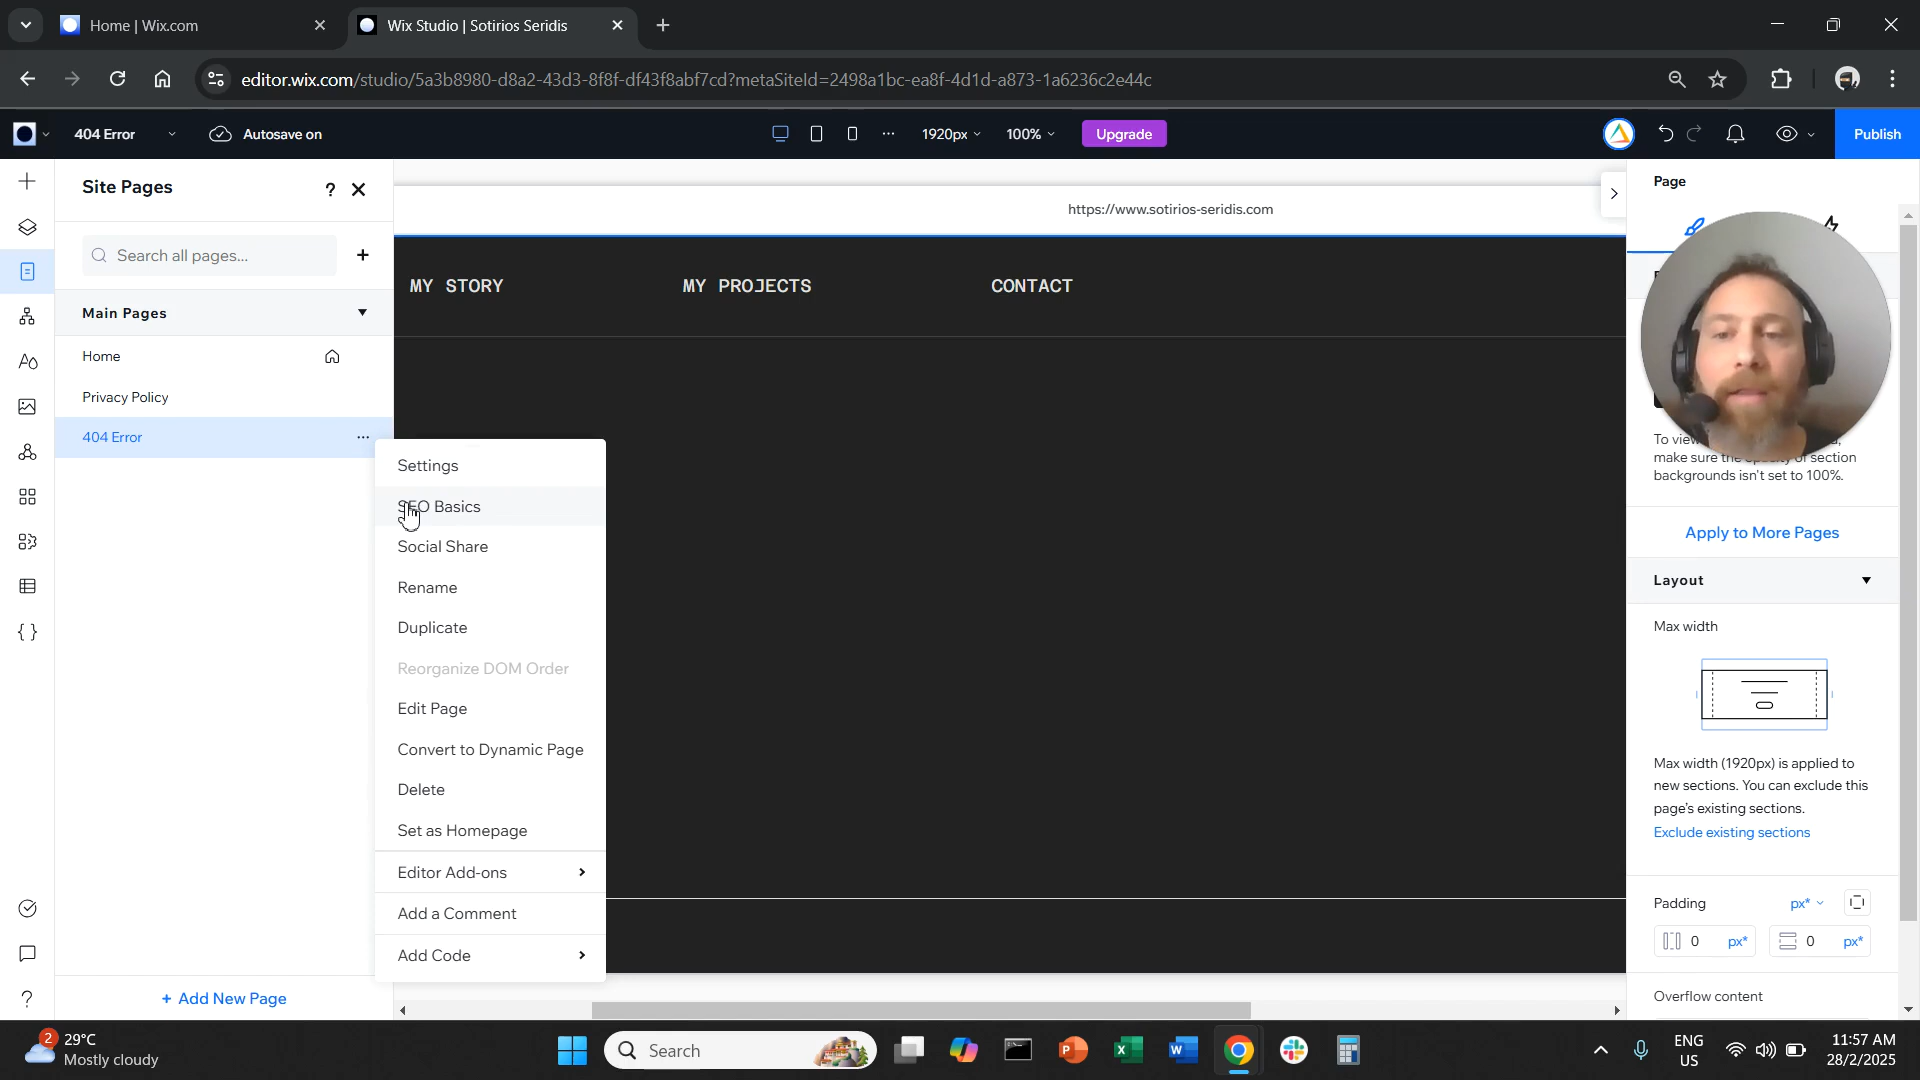 Home | Wix.com
Wix Studio | Sotirios Seridis
editor.wix.com/studio/5a3b8980-d8a2-43d3-8f8f-df43f8abf7cd?metaSiteId=2498a1bc-ea8f-4d1d-a873-1a6236c2e44c
404 Error
Autosave on
1920px
100%
Upgrade
Publish
Site Pages
?
Search all pages...
Main Pages
Home
Privacy Policy
404 Error
Settings
SEO Basics
Social Share
Rename
Duplicate
Reorganize DOM Order
Edit Page
Convert to Dynamic Page
Delete
Set as Homepage
Editor Add-ons
Add a Comment
Add Code
+ Add New Page
https://www.sotirios-seridis.com
MY STORY
MY PROJECTS
CONTACT
Page
To view
make sure the opacity of section
backgrounds isn't set to 100%.
Apply to More Pages
Layout
Max width
Max width (1920px) is applied to
new sections. You can exclude this
page's existing sections.
Exclude existing sections
Padding
px*
0 px*
0 px*
Overflow content
2
29°C
Mostly cloudy
Search
ENG
US
11:57 AM
28/2/2025